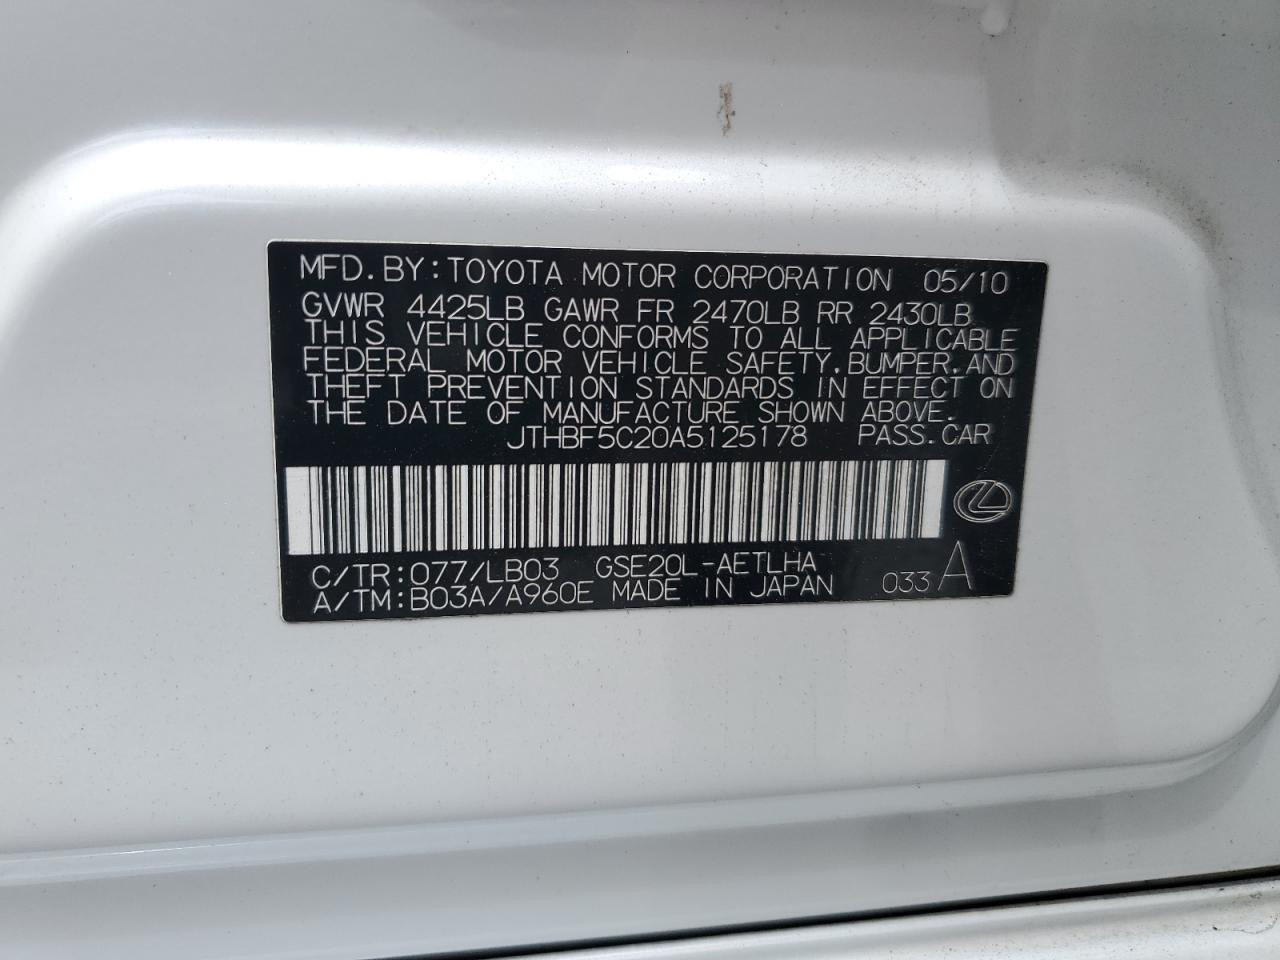 MFD.BY:TOYOTA MOTOR CORPORATION 05/10
GVWR 4425LB GAWR FR 2470LB RR 2430LB
THIS VEHICLE CONFORMS TO ALL APPLICABLE
FEDERAL MOTOR VEHICLE SAFETY,BUMPER,AND
THEFT PREVENTION STANDARDS IN EFFECT ON
THE DATE OF MANUFACTURE SHOWN ABOVE.
JTHBF5C20A5125178 PASS.CAR
C/TR:077/LB03 GSE20L-AETLHA
A/TM:B03A/A960E MADE IN JAPAN 033 A